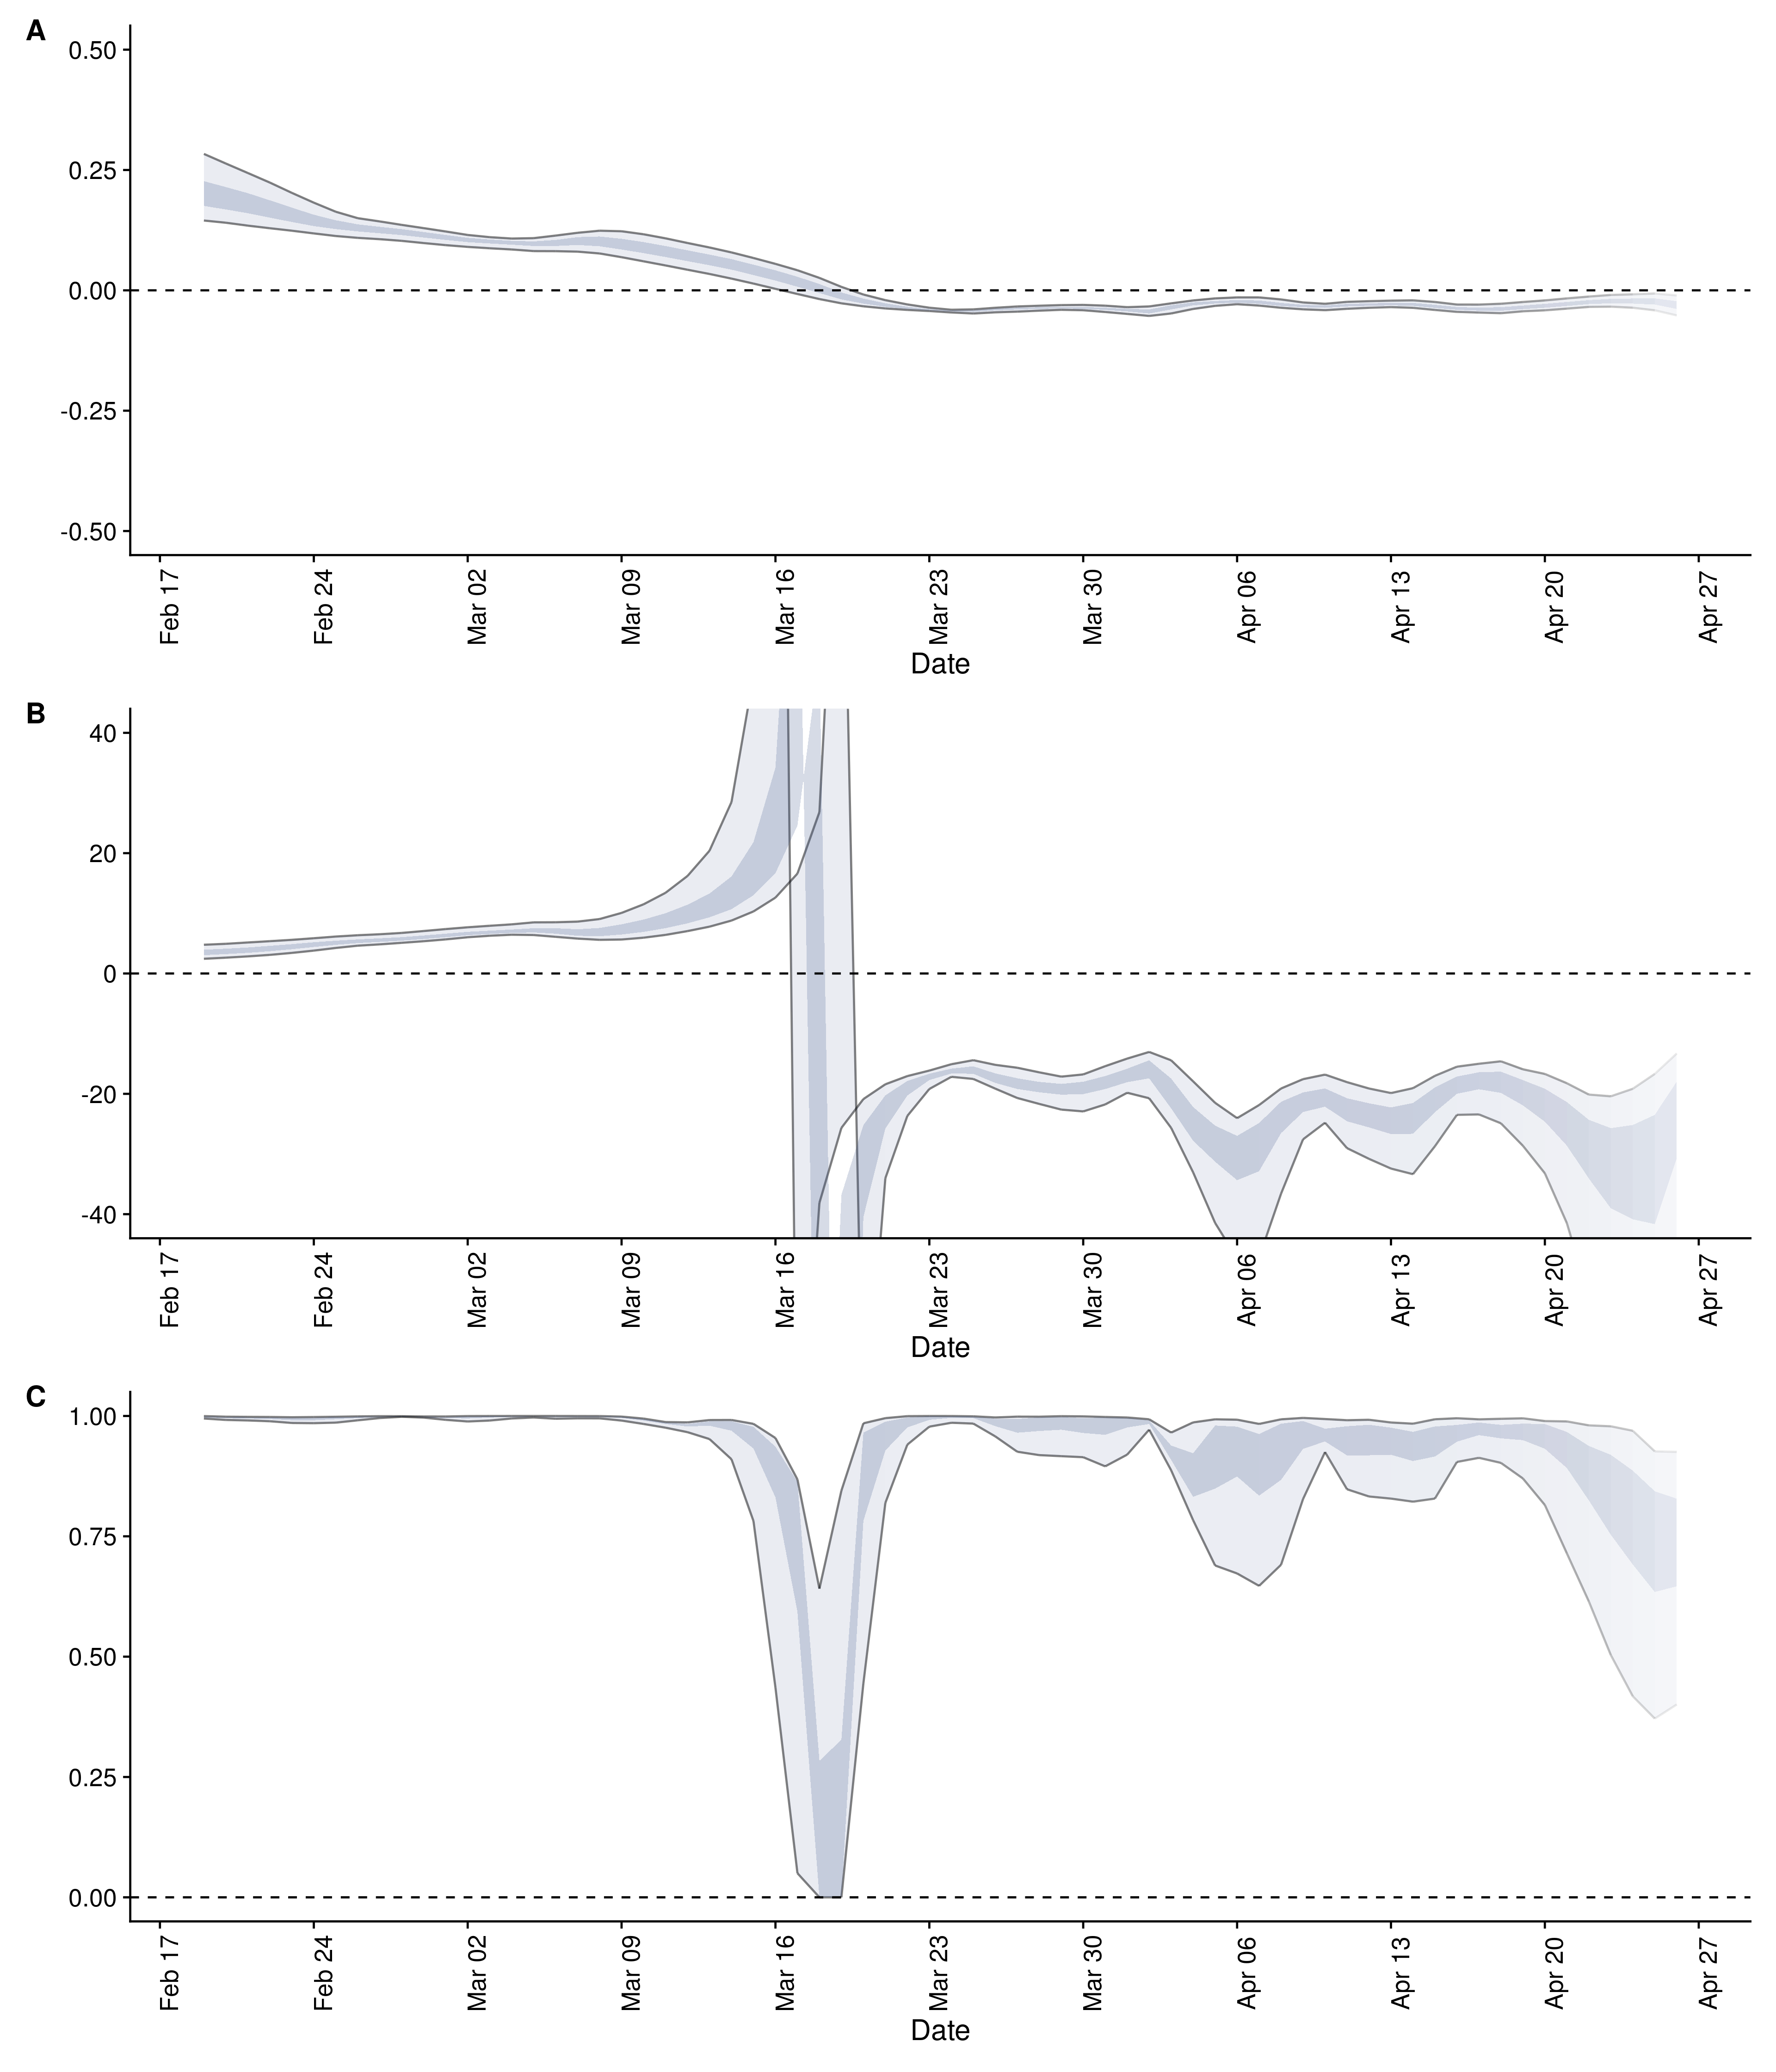 A
0.50
0.25
0.00
-0.25
-0.50
Feb 17
Feb 24
Mar 02
Mar 09
Mar 16
Mar 23
Mar 30
Apr 06
Apr 13
Apr 20
Apr 27
Date
B
40
20
0
-20
-40
Feb 17
Feb 24
Mar 02
Mar 09
Mar 16
Mar 23
Mar 30
Apr 06
Apr 13
Apr 20
Apr 27
Date
C
1.00
0.75
0.50
0.25
0.00
Feb 17
Feb 24
Mar 02
Mar 09
Mar 16
Mar 23
Mar 30
Apr 06
Apr 13
Apr 20
Apr 27
Date